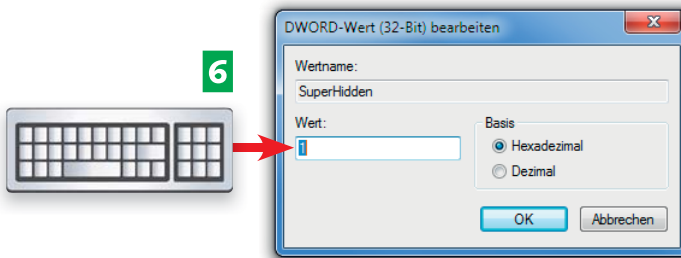 6
DWORD-Wert (32-Bit) bearbeiten
Wertname:
SuperHidden
Wert:
1
Basis
Hexadezimal
Dezimal
OK
Abbrechen